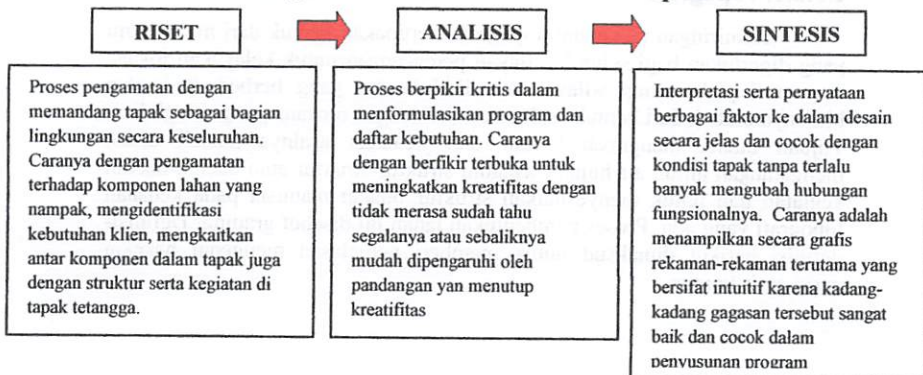 RISET
Proses pengamatan dengan
memandang tapak sebagai bagian
lingkungan secara keseluruhan.
Caranya dengan pengamatan
terhadap komponen lahan yang
nampak, mengidentifikasi
kebutuhan klien, mengkaitkan
antar komponen dalam tapak juga
dengan struktur serta kegiatan di
tapak tetangga.
ANALISIS
Proses berpikir kritis dalam
menformulasikan program dan
daftar kebutuhan. Caranya
dengan berfikir terbuka untuk
meningkatkan kreatifitas dengan
tidak merasa sudah tahu
segalanya atau sebaliknya
mudah dipengaruhi oleh
pandangan yan menutup
kreatifitas
SINTESIS
Interpretasi serta pernyataan
berbagai faktor ke dalam desain
secara jelas dan cocok dengan
kondisi tapak tanpa terlalu
banyak mengubah hubungan
fungsionalnya. Caranya adalah
menampilkan secara grafis
rekaman-rekaman terutama yang
bersifat intuitif karena kadang-
kadang gagasan tersebut sangat
baik dan cocok dalam
penyusunan program